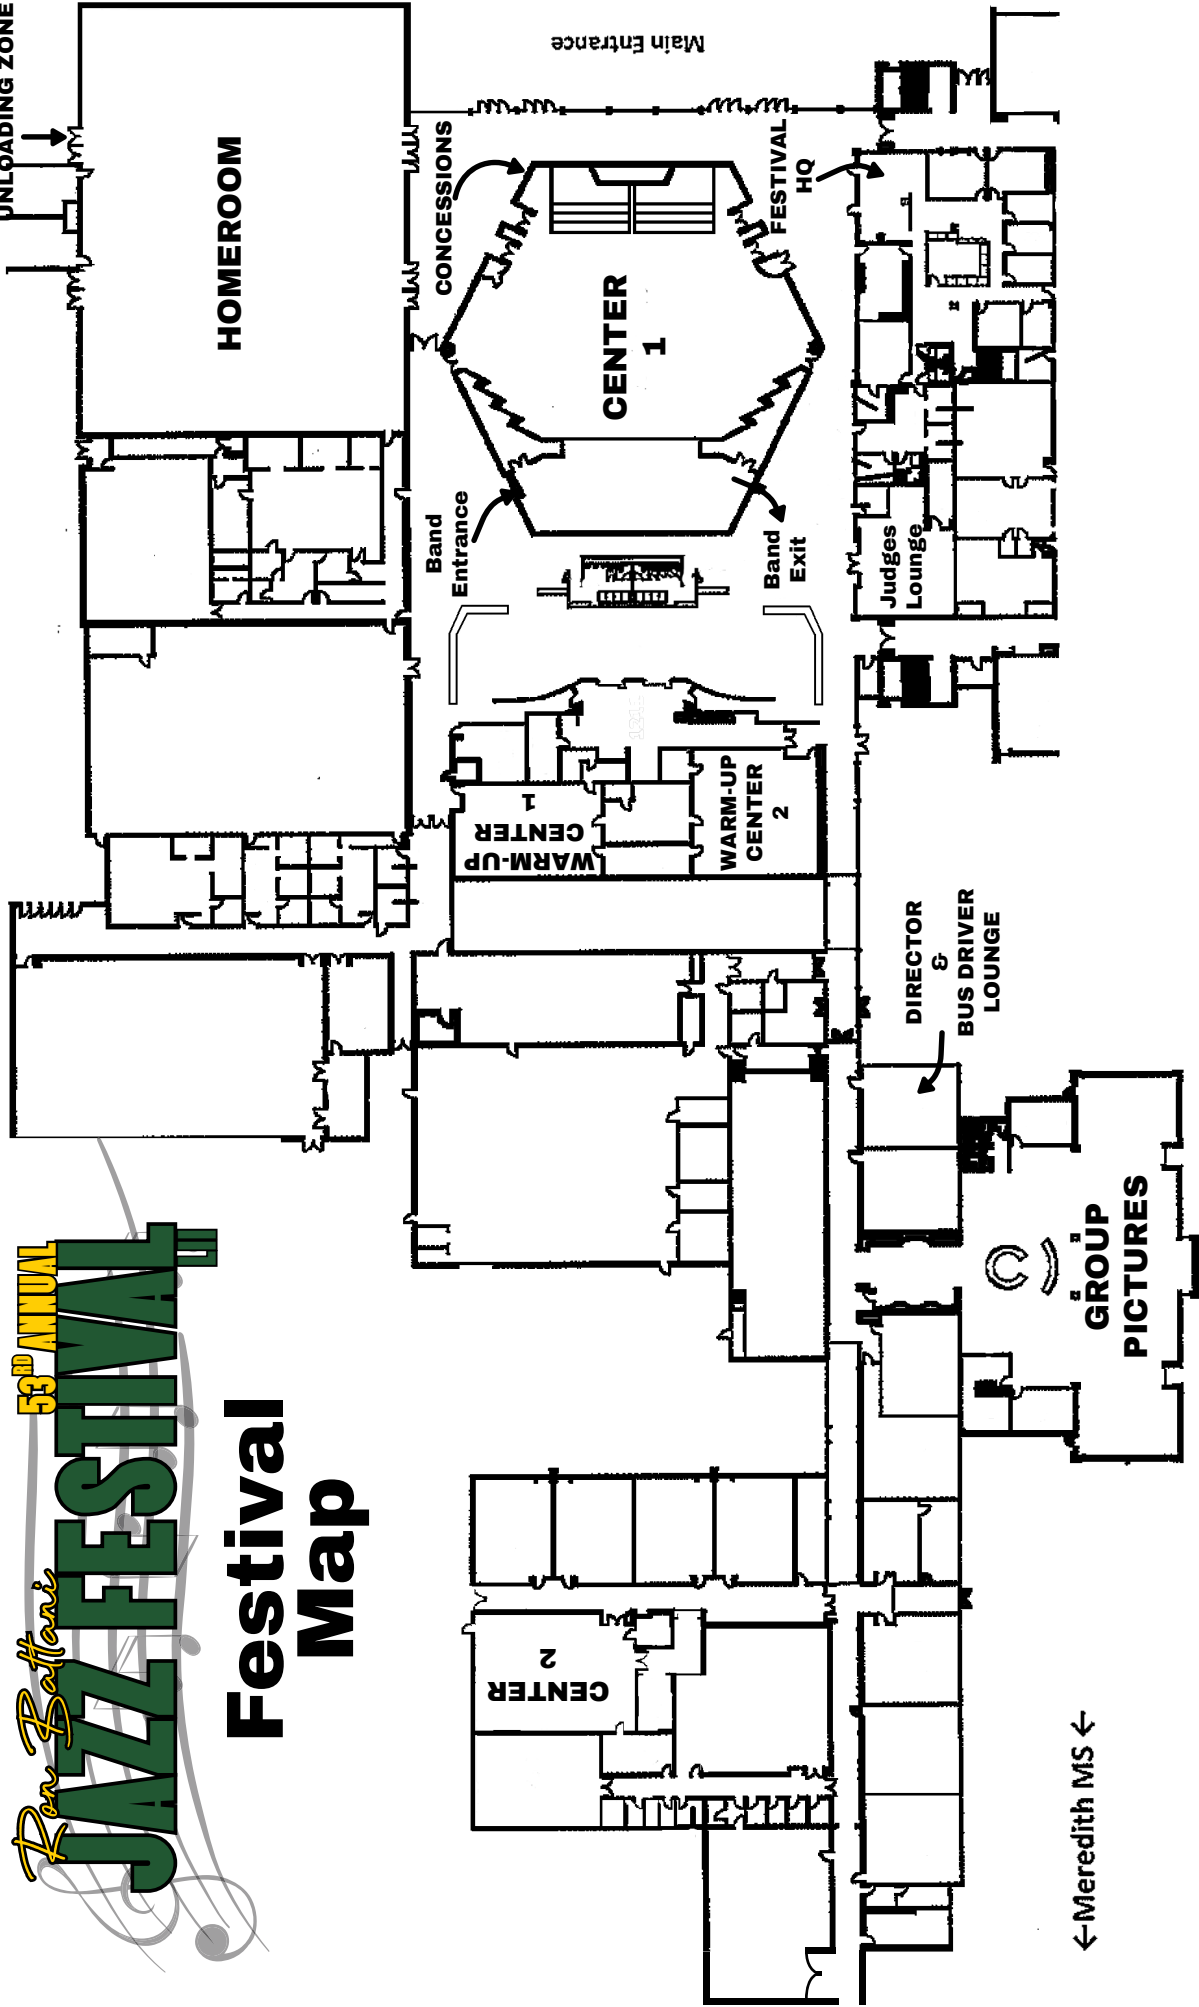 53RD ANNUAL
Ron Battani
JAZZ FESTIVAL
Festival
Map
UNLOADING ZONE
HOMEROOM
Main Entrance
CONCESSIONS
FESTIVAL
HQ
CENTER
1
Band
Entrance
Band
Exit
Judges
Lounge
WARM-UP
CENTER
1
WARM-UP
CENTER
2
DIRECTOR
&
BUS DRIVER
LOUNGE
GROUP
PICTURES
CENTER
2
←Meredith MS←